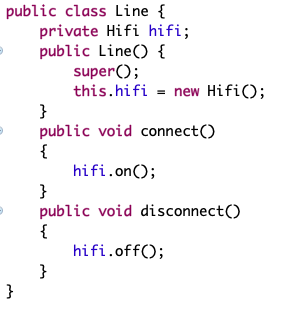 public class Line {
    private Hifi hifi;
    public Line() {
        super();
        this.hifi = new Hifi();
    }
    public void connect()
    {
        hifi.on();
    }
    public void disconnect()
    {
        hifi.off();
    }
}